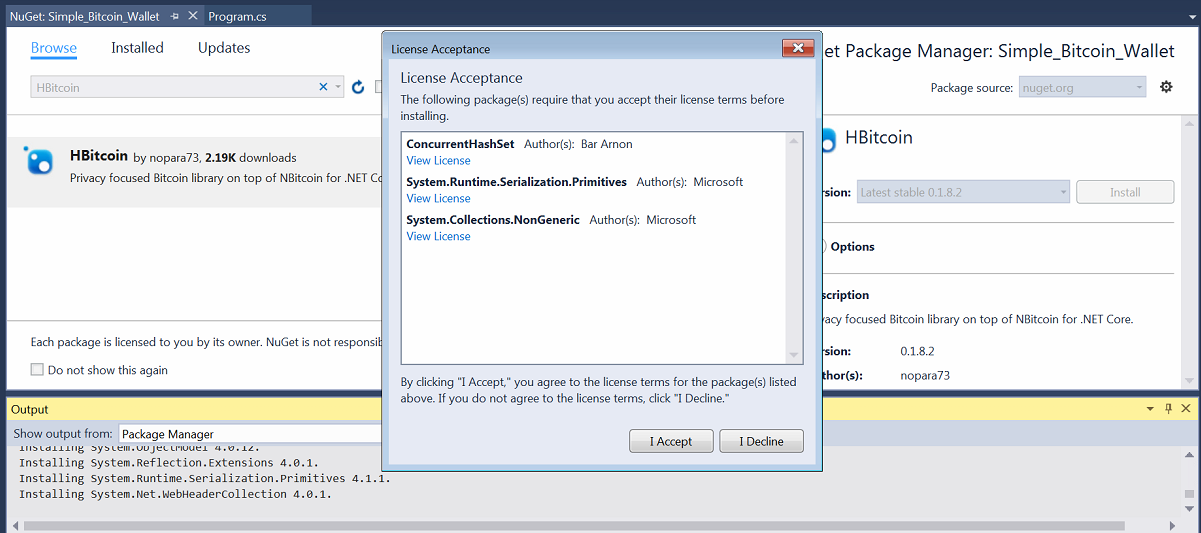 NuGet: Simple_Bitcoin_Wallet
Program.cs
Browse
Installed
Updates
HBitcoin
HBitcoin by nopara73, 2.19K downloads
Privacy focused Bitcoin library on top of NBitcoin for .NET Co
Each package is licensed to you by its owner. NuGet is not responsib
Do not show this again
License Acceptance
License Acceptance
The following package(s) require that you accept their license terms before
installing.
ConcurrentHashSet Author(s): Bar Arnon
View License
System.Runtime.Serialization.Primitives Author(s): Microsoft
View License
System.Collections.NonGeneric Author(s): Microsoft
View License
By clicking "I Accept," you agree to the license terms for the package(s) listed
above. If you do not agree to the license terms, click "I Decline."
I Accept
I Decline
et Package Manager: Simple_Bitcoin_Wallet
Package source: nuget.org
HBitcoin
rsion: Latest stable 0.1.8.2
Install
Options
scription
vacy focused Bitcoin library on top of NBitcoin for .NET Core.
rsion: 0.1.8.2
thor(s): nopara73
Output
Show output from: Package Manager
Installing System.ObjectModel 4.0.12.
Installing System.Reflection.Extensions 4.0.1.
Installing System.Runtime.Serialization.Primitives 4.1.1.
Installing System.Net.WebHeaderCollection 4.0.1.